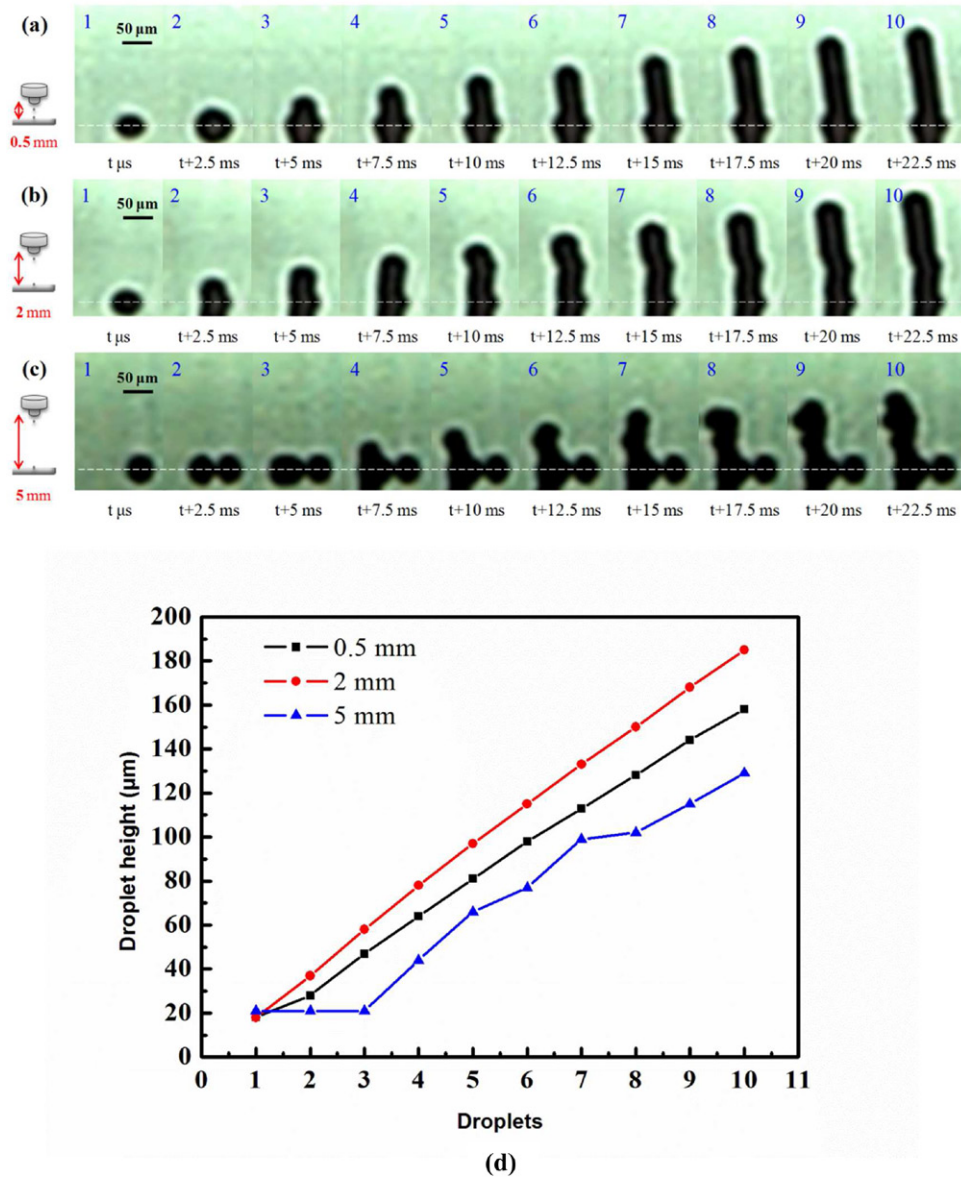 (a)
1 2 3 4 5 6 7 8 9 10
50 µm
0.5 mm
t µs t+2.5 ms t+5 ms t+7.5 ms t+10 ms t+12.5 ms t+15 ms t+17.5 ms t+20 ms t+22.5 ms
(b)
1 2 3 4 5 6 7 8 9 10
50 µm
2 mm
t µs t+2.5 ms t+5 ms t+7.5 ms t+10 ms t+12.5 ms t+15 ms t+17.5 ms t+20 ms t+22.5 ms
(c)
1 2 3 4 5 6 7 8 9 10
50 µm
5 mm
t µs t+2.5 ms t+5 ms t+7.5 ms t+10 ms t+12.5 ms t+15 ms t+17.5 ms t+20 ms t+22.5 ms
Droplet height (µm)
200
180
160
140
120
100
80
60
40
20
0
0.5 mm
2 mm
5 mm
0 1 2 3 4 5 6 7 8 9 10 11
Droplets
(d)